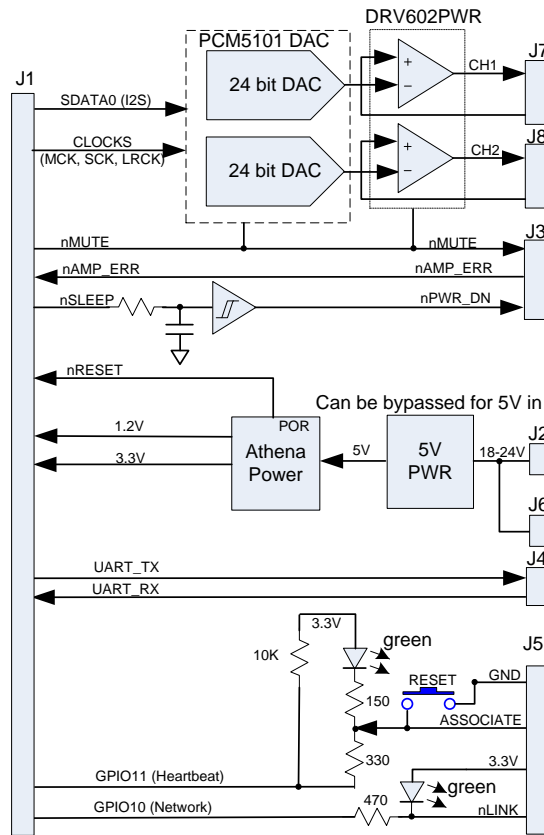 DRV602PWR
PCM5101 DAC
J1
J7
24 bit DAC
+
−
CH1
SDATA0 (I2S)
J8
CLOCKS
(MCK, SCK, LRCK)
24 bit DAC
+
−
CH2
nMUTE
nMUTE
J3
nAMP_ERR
nAMP_ERR
nSLEEP
nPWR_DN
nRESET
Can be bypassed for 5V in
POR
1.2V
Athena
Power
5V
5V
PWR
18-24V
J2
3.3V
J6
J4
UART_TX
UART_RX
3.3V
green
J5
10K
GND
RESET
150
ASSOCIATE
330
3.3V
GPIO11 (Heartbeat)
green
GPIO10 (Network)
470
nLINK